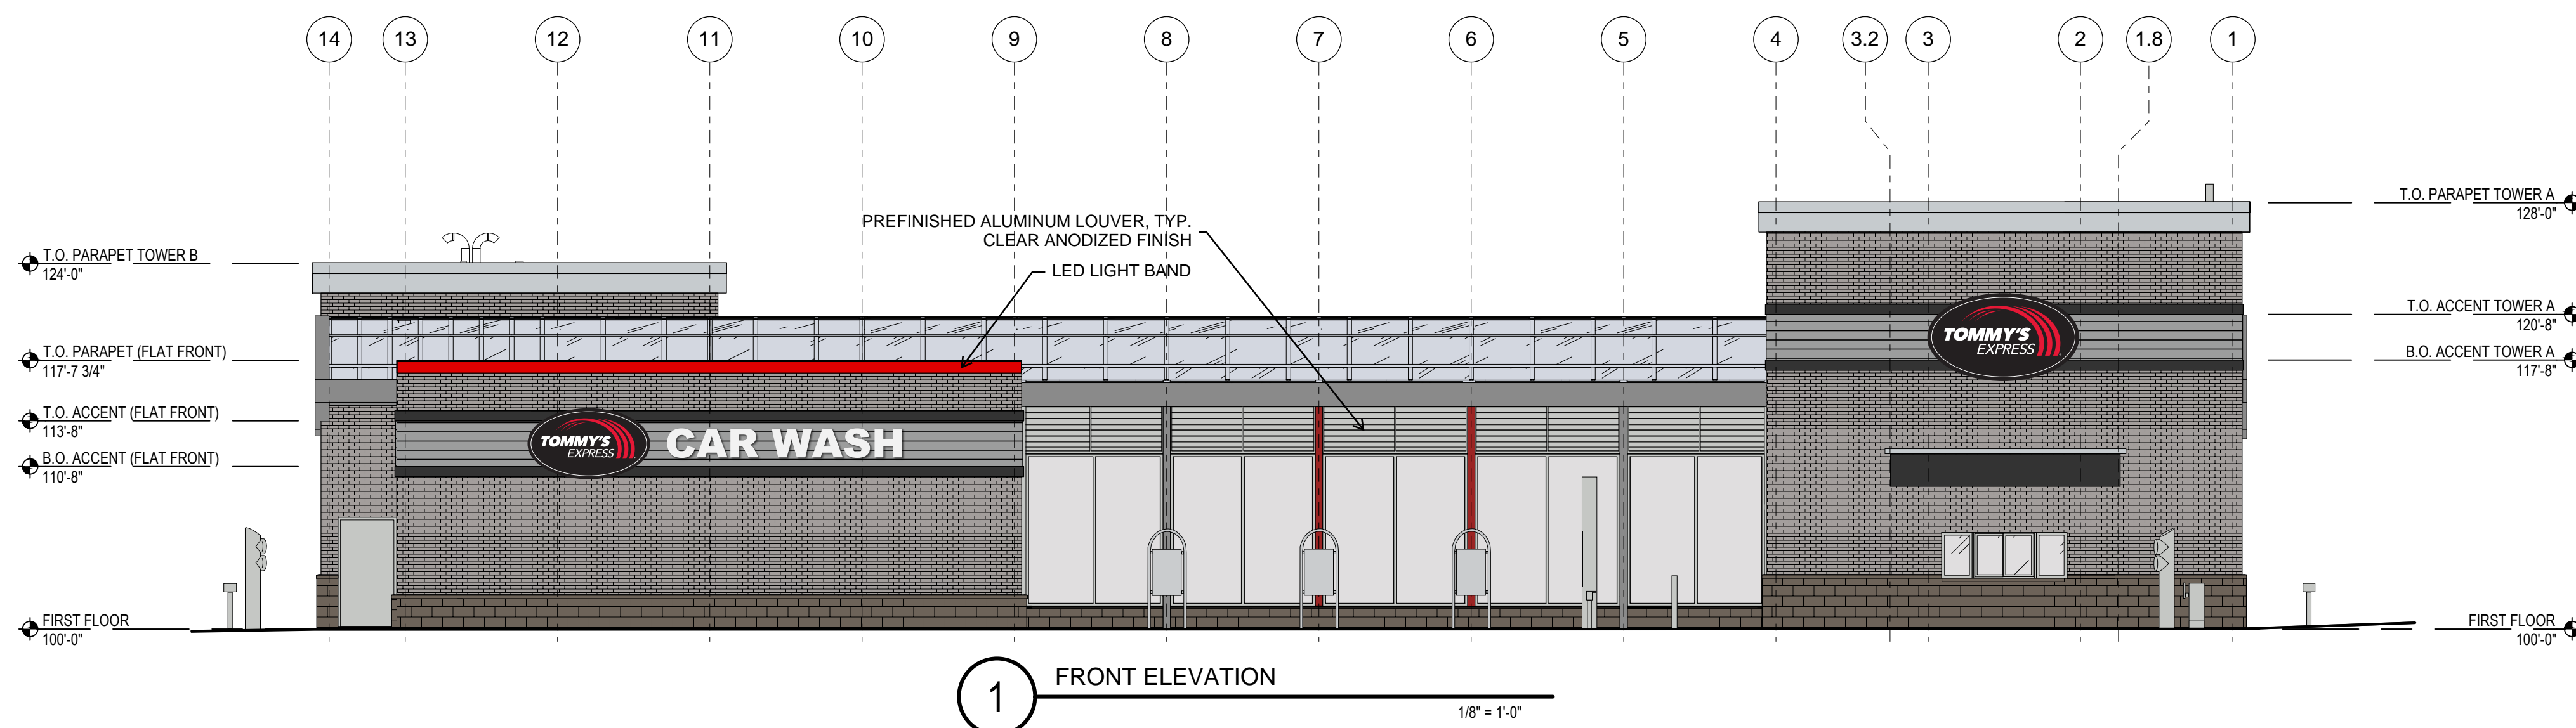 14 13 12 11 10 9 8 7 6 5 4 3.2 3 2 1.8 1
T.O. PARAPET TOWER A
128'-0"
PREFINISHED ALUMINUM LOUVER, TYP.
CLEAR ANODIZED FINISH
LED LIGHT BAND
T.O. PARAPET TOWER B
124'-0"
T.O. ACCENT TOWER A
120'-8"
TOMMY'S
EXPRESS
T.O. PARAPET (FLAT FRONT)
117'-7 3/4"
B.O. ACCENT TOWER A
117'-8"
T.O. ACCENT (FLAT FRONT)
113'-8"
TOMMY'S
EXPRESS
CAR WASH
B.O. ACCENT (FLAT FRONT)
110'-8"
FIRST FLOOR
100'-0"
FIRST FLOOR
100'-0"
1
FRONT ELEVATION
1/8" = 1'-0"